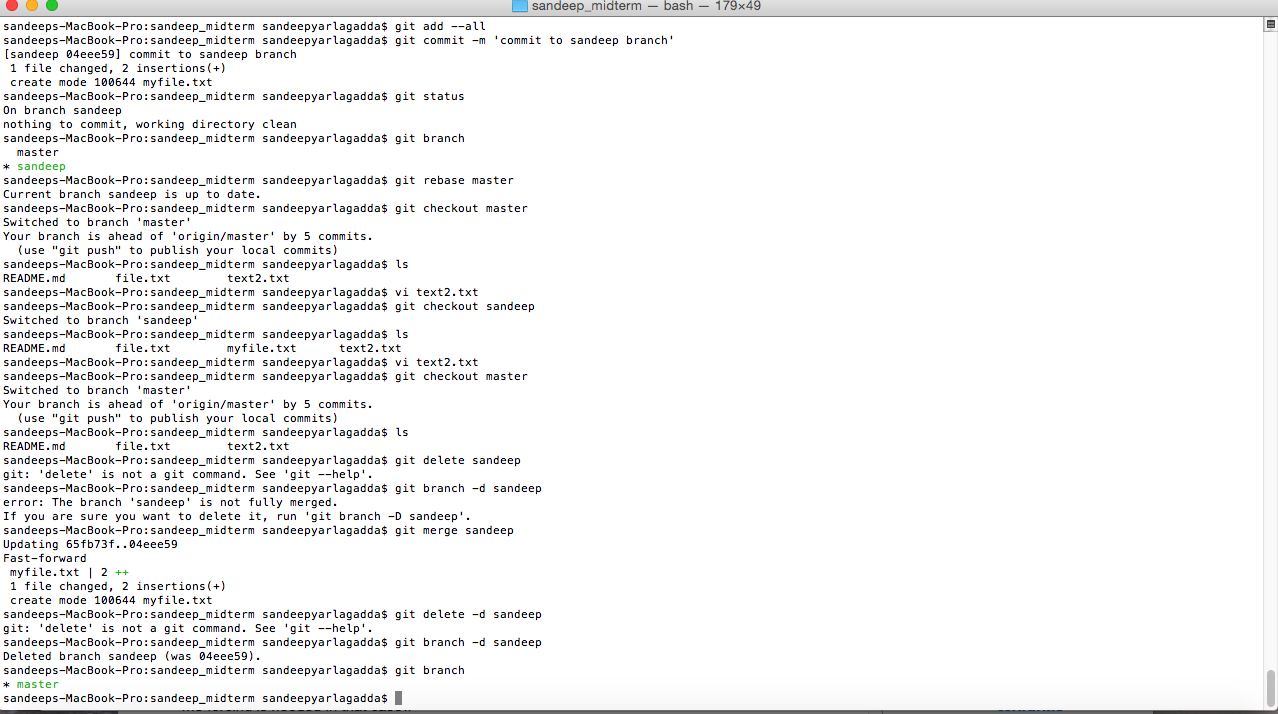 sandeep_midterm — bash — 179×49
sandeeps-MacBook-Pro:sandeep_midterm sandeepyarlagadda$ git add --all
sandeeps-MacBook-Pro:sandeep_midterm sandeepyarlagadda$ git commit -m 'commit to sandeep branch'
[sandeep 04eee59] commit to sandeep branch
 1 file changed, 2 insertions(+)
 create mode 100644 myfile.txt
sandeeps-MacBook-Pro:sandeep_midterm sandeepyarlagadda$ git status
On branch sandeep
nothing to commit, working directory clean
sandeeps-MacBook-Pro:sandeep_midterm sandeepyarlagadda$ git branch
  master
* sandeep
sandeeps-MacBook-Pro:sandeep_midterm sandeepyarlagadda$ git rebase master
Current branch sandeep is up to date.
sandeeps-MacBook-Pro:sandeep_midterm sandeepyarlagadda$ git checkout master
Switched to branch 'master'
Your branch is ahead of 'origin/master' by 5 commits.
  (use "git push" to publish your local commits)
sandeeps-MacBook-Pro:sandeep_midterm sandeepyarlagadda$ ls
README.md       file.txt        text2.txt
sandeeps-MacBook-Pro:sandeep_midterm sandeepyarlagadda$ vi text2.txt
sandeeps-MacBook-Pro:sandeep_midterm sandeepyarlagadda$ git checkout sandeep
Switched to branch 'sandeep'
sandeeps-MacBook-Pro:sandeep_midterm sandeepyarlagadda$ ls
README.md       file.txt        myfile.txt      text2.txt
sandeeps-MacBook-Pro:sandeep_midterm sandeepyarlagadda$ vi text2.txt
sandeeps-MacBook-Pro:sandeep_midterm sandeepyarlagadda$ git checkout master
Switched to branch 'master'
Your branch is ahead of 'origin/master' by 5 commits.
  (use "git push" to publish your local commits)
sandeeps-MacBook-Pro:sandeep_midterm sandeepyarlagadda$ ls
README.md       file.txt        text2.txt
sandeeps-MacBook-Pro:sandeep_midterm sandeepyarlagadda$ git delete sandeep
git: 'delete' is not a git command. See 'git --help'.
sandeeps-MacBook-Pro:sandeep_midterm sandeepyarlagadda$ git branch -d sandeep
error: The branch 'sandeep' is not fully merged.
If you are sure you want to delete it, run 'git branch -D sandeep'.
sandeeps-MacBook-Pro:sandeep_midterm sandeepyarlagadda$ git merge sandeep
Updating 65fb73f..04eee59
Fast-forward
 myfile.txt | 2 ++
 1 file changed, 2 insertions(+)
 create mode 100644 myfile.txt
sandeeps-MacBook-Pro:sandeep_midterm sandeepyarlagadda$ git delete -d sandeep
git: 'delete' is not a git command. See 'git --help'.
sandeeps-MacBook-Pro:sandeep_midterm sandeepyarlagadda$ git branch -d sandeep
Deleted branch sandeep (was 04eee59).
sandeeps-MacBook-Pro:sandeep_midterm sandeepyarlagadda$ git branch
* master
sandeeps-MacBook-Pro:sandeep_midterm sandeepyarlagadda$